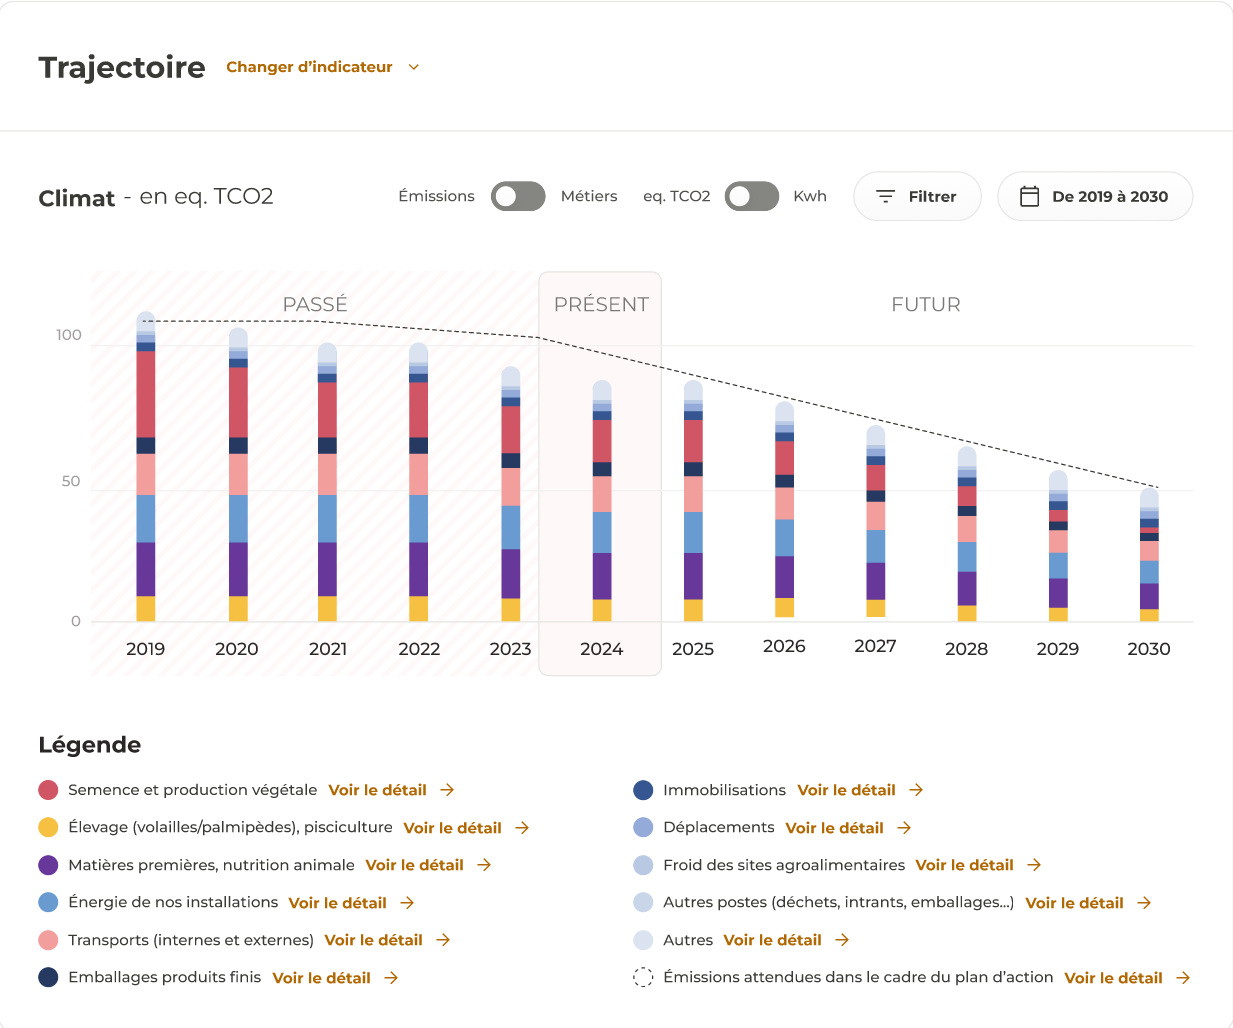 Trajectoire Changer d’indicateur
Climat - en eq. TCO2 Émissions Métiers eq. TCO2 Kwh Filtrer De 2019 à 2030
PASSÉ PRÉSENT FUTUR
100
50
0
2019 2020 2021 2022 2023 2024 2025 2026 2027 2028 2029 2030
Légende
Semence et production végétale Voir le détail →
Élevage (volailles/palmipèdes), pisciculture Voir le détail →
Matières premières, nutrition animale Voir le détail →
Énergie de nos installations Voir le détail →
Transports (internes et externes) Voir le détail →
Emballages produits finis Voir le détail →
Immobilisations Voir le détail →
Déplacements Voir le détail →
Froid des sites agroalimentaires Voir le détail →
Autres postes (déchets, intrants, emballages...) Voir le détail →
Autres Voir le détail →
Émissions attendues dans le cadre du plan d’action Voir le détail →